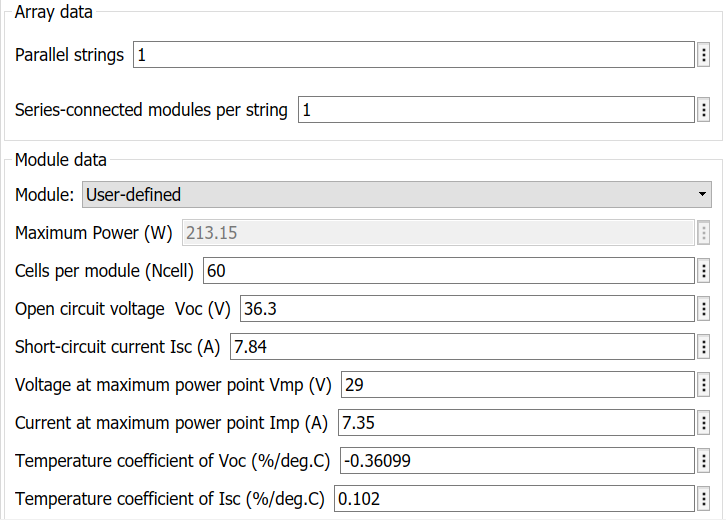 Array data
Parallel strings 1
Series-connected modules per string 1
Module data
Module: User-defined
Maximum Power (W) 213.15
Cells per module (Ncell) 60
Open circuit voltage Voc (V) 36.3
Short-circuit current Isc (A) 7.84
Voltage at maximum power point Vmp (V) 29
Current at maximum power point Imp (A) 7.35
Temperature coefficient of Voc (%/deg.C) -0.36099
Temperature coefficient of Isc (%/deg.C) 0.102